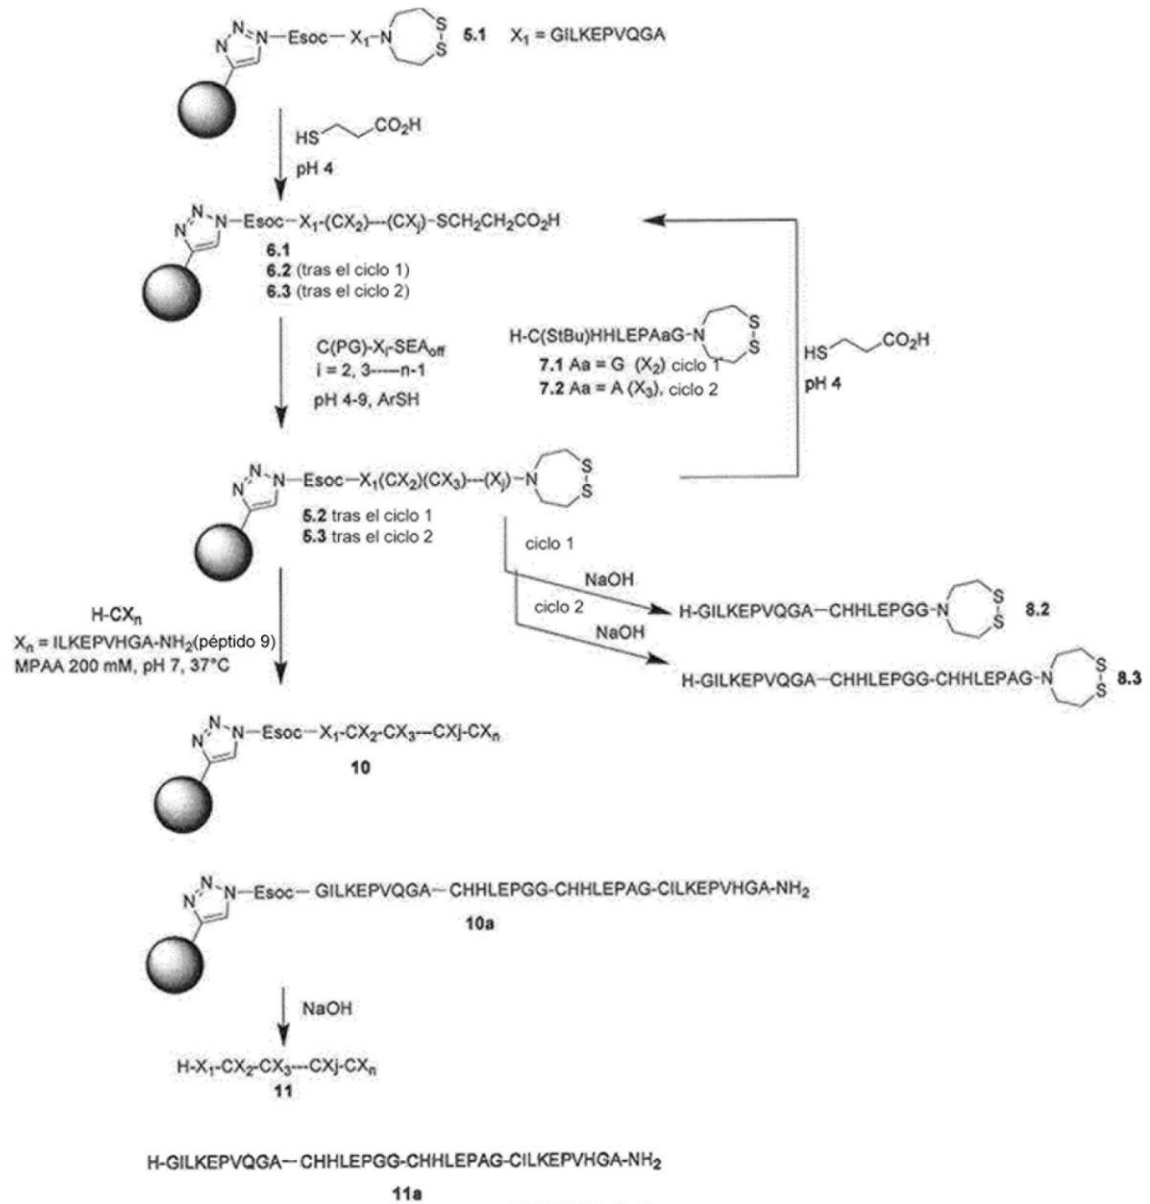 N N N—Esoc—X₁—N S S 5.1 X₁ = GILKEPVQGA
HS CO₂H
pH 4
N N N—Esoc—X₁-(CX₂)----(CXⱼ)-SCH₂CH₂CO₂H
6.1
6.2 (tras el ciclo 1)
6.3 (tras el ciclo 2)
C(PG)-Xᵢ-SEAoff
i = 2, 3-----n-1
pH 4-9, ArSH
H-C(StBu)HHLEPAaG-N S S
7.1 Aa = G (X₂) ciclo 1
7.2 Aa = A (X₃), ciclo 2
HS CO₂H
pH 4
N N N—Esoc—X₁(CX₂)(CX₃)---(Xⱼ)-N S S
5.2 tras el ciclo 1
5.3 tras el ciclo 2
ciclo 1
NaOH
ciclo 2
NaOH
H-GILKEPVQGA—CHHLEPGG-N S S 8.2
H-GILKEPVQGA—CHHLEPGG-CHHLEPAG-N S S 8.3
H-CXₙ
Xₙ = ILKEPVHGA-NH₂(péptido 9)
MPAA 200 mM, pH 7, 37°C
N N N—Esoc—X₁-CX₂-CX₃----CXj-CXₙ
10
N N N—Esoc— GILKEPVQGA— CHHLEPGG-CHHLEPAG-CILKEPVHGA-NH₂
10a
NaOH
H-X₁-CX₂-CX₃----CXj-CXₙ
11
H-GILKEPVQGA—CHHLEPGG-CHHLEPAG-CILKEPVHGA-NH₂
11a